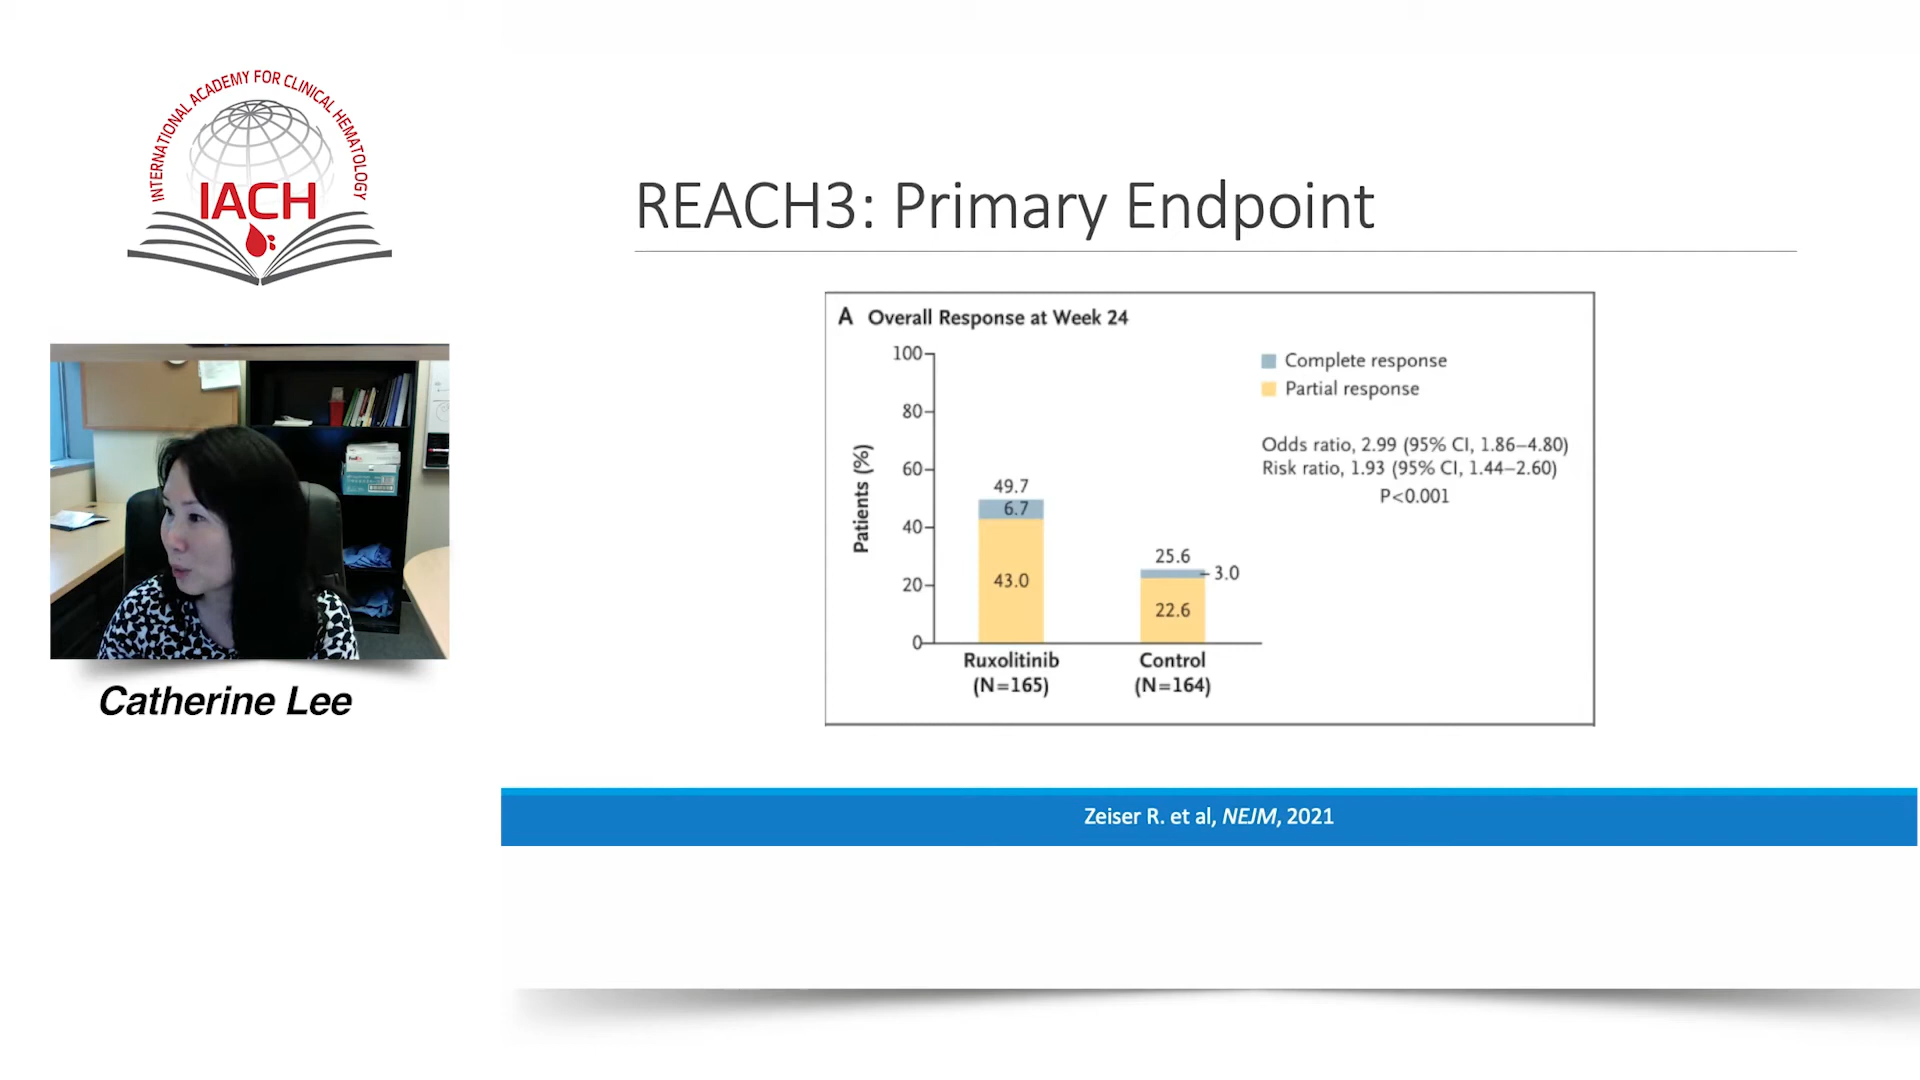 INTERNATIONAL ACADEMY FOR CLINICAL HEMATOLOGY
IACH
Catherine Lee
REACH3: Primary Endpoint
A Overall Response at Week 24
Complete response
Partial response
Odds ratio, 2.99 (95% CI, 1.86–4.80)
Risk ratio, 1.93 (95% CI, 1.44–2.60)
P<0.001
Patients (%)
100
80
60
40
20
0
49.7
6.7
43.0
25.6
3.0
22.6
Ruxolitinib
(N=165)
Control
(N=164)
Zeiser R. et al, NEJM, 2021